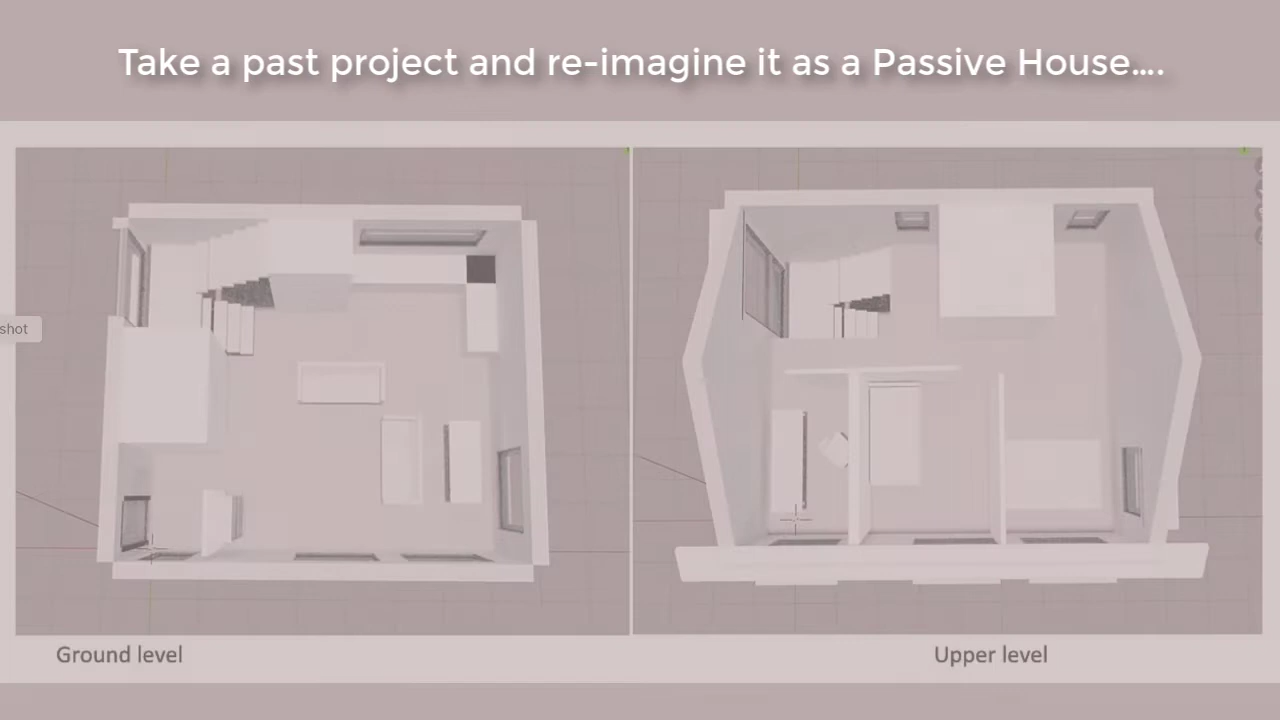 Take a past project and re-imagine it as a Passive House….
shot
Ground level
Upper level